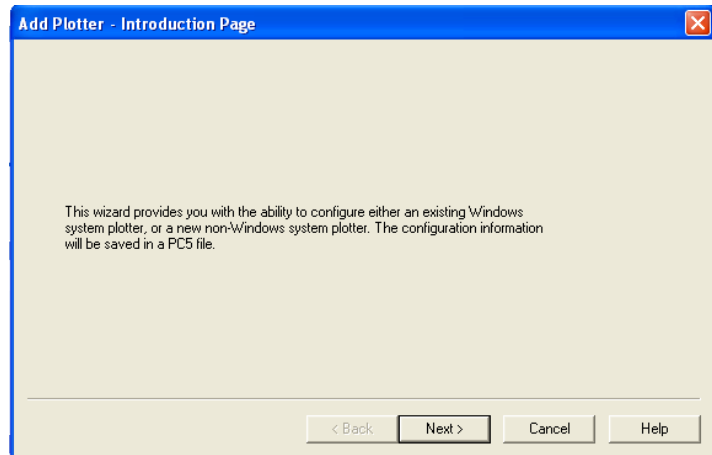 Add Plotter - Introduction Page
This wizard provides you with the ability to configure either an existing Windows
system plotter, or a new non-Windows system plotter. The configuration information
will be saved in a PC5 file.
< Back Next > Cancel Help